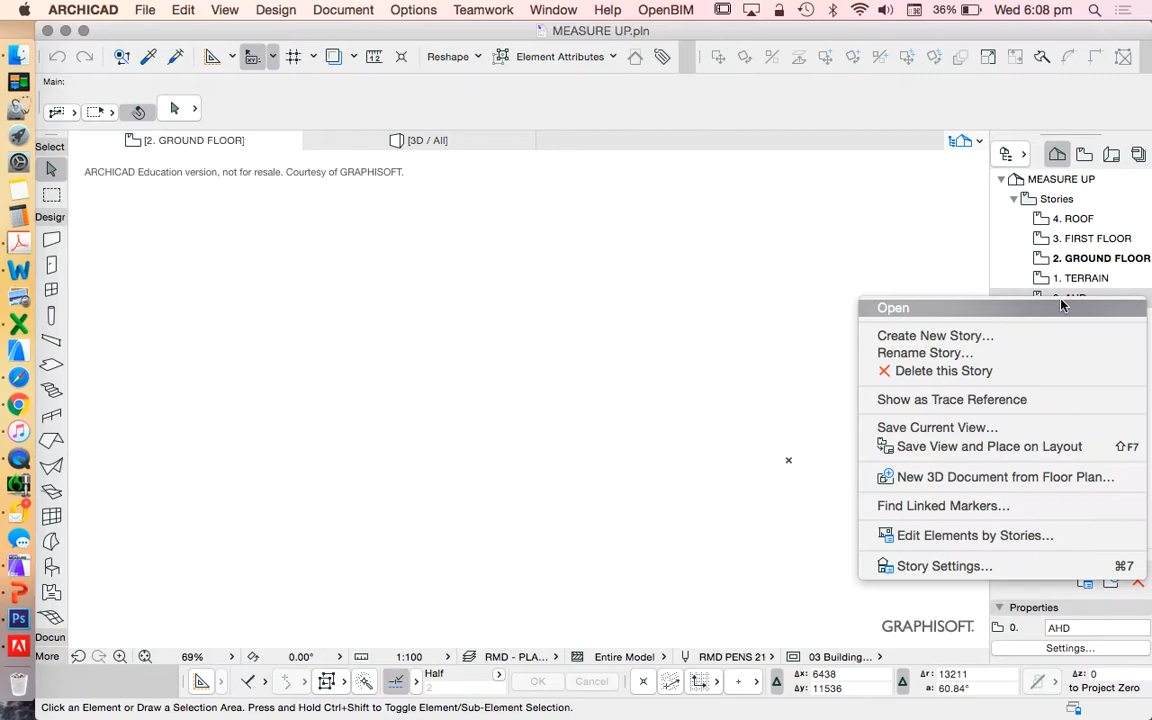 ARCHICAD File Edit View Design Document Options Teamwork Window Help OpenBIM 36% Wed 6:08 pm
MEASURE UP.pln
Reshape Element Attributes
Main:
[2. GROUND FLOOR] [3D / All]
Select
ARCHICAD Education version, not for resale. Courtesy of GRAPHISOFT.
MEASURE UP
Stories
4. ROOF
Design
3. FIRST FLOOR
2. GROUND FLOOR
1. TERRAIN
Open
Create New Story...
Rename Story...
Delete this Story
Show as Trace Reference
Save Current View...
Save View and Place on Layout ⇧F7
New 3D Document from Floor Plan...
Find Linked Markers...
Edit Elements by Stories...
Story Settings... ⌘7
Properties
0. AHD
GRAPHISOFT.
Docun
Settings...
More 69% 0.00° 1:100 RMD - PLA... Entire Model RMD PENS 21 03 Building...
Half
2
OK Cancel
Δx: 6438
Δy: 11536
Δr: 13211
a: 60.84°
Δz: 0
to Project Zero
Click an Element or Draw a Selection Area. Press and Hold Ctrl+Shift to Toggle Element/Sub-Element Selection.